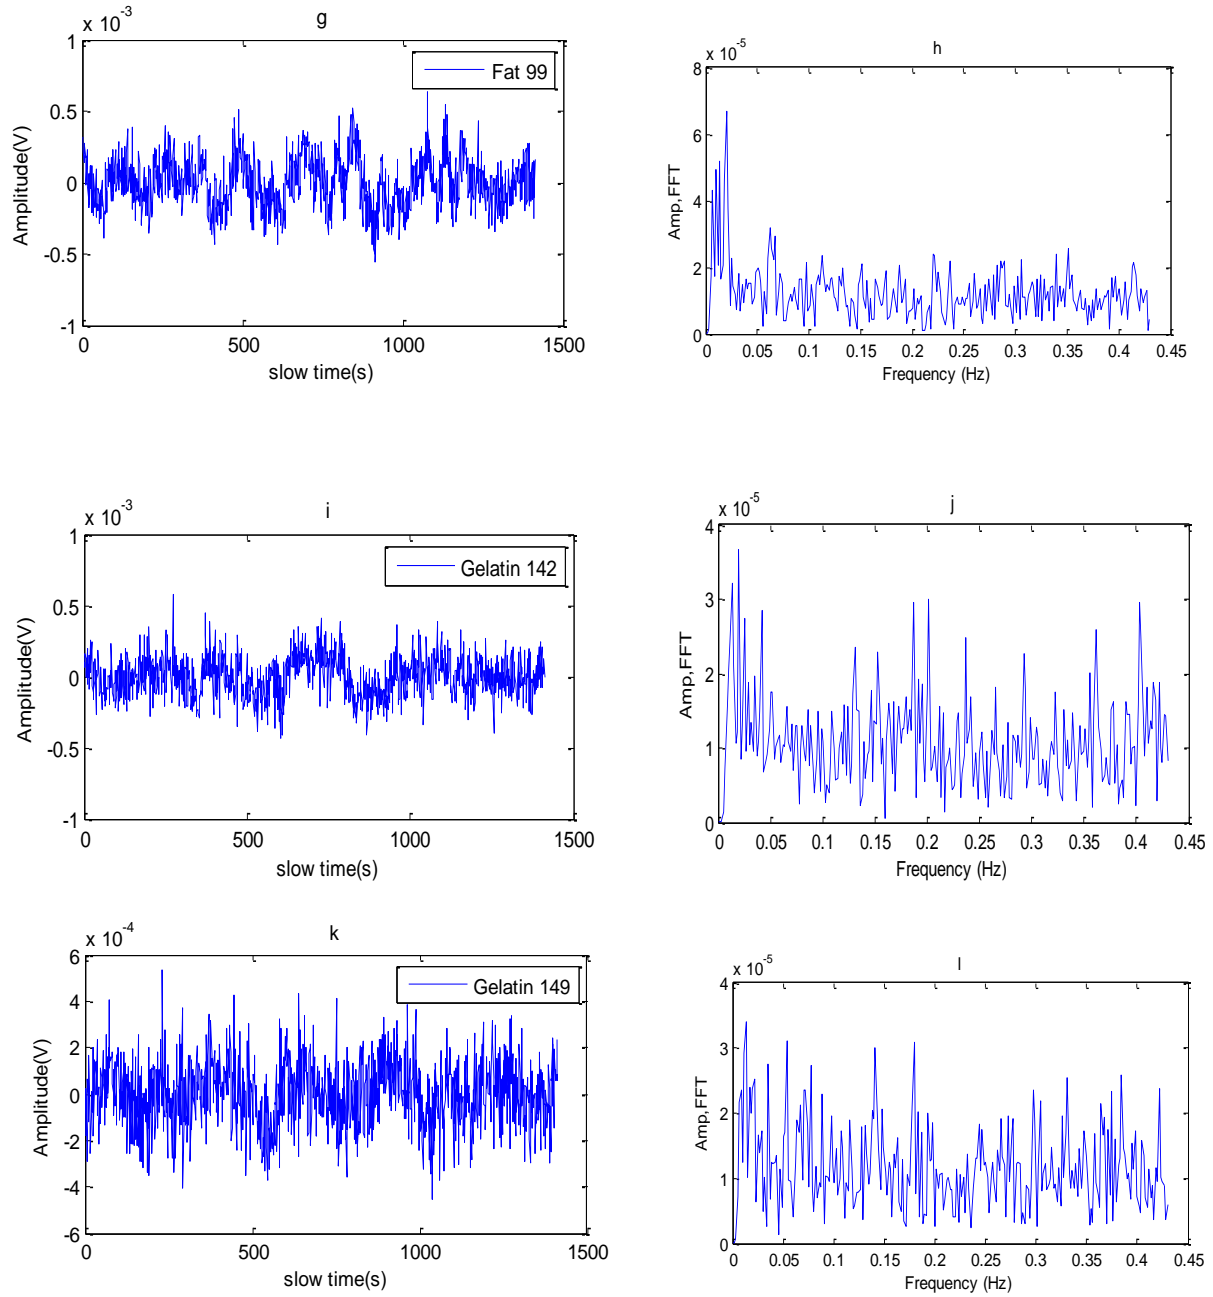 g
x 10-3
Fat 99
1
0.5
0
-0.5
-1
Amplitude(V)
0 500 1000 1500
slow time(s)
h
x 10-5
8
6
4
2
0
Amp,FFT
0 0.05 0.1 0.15 0.2 0.25 0.3 0.35 0.4 0.45
Frequency (Hz)
i
x 10-3
Gelatin 142
1
0.5
0
-0.5
-1
Amplitude(V)
0 500 1000 1500
slow time(s)
j
x 10-5
4
3
2
1
0
Amp,FFT
0 0.05 0.1 0.15 0.2 0.25 0.3 0.35 0.4 0.45
Frequency (Hz)
k
x 10-4
Gelatin 149
6
4
2
0
-2
-4
-6
Amplitude(V)
0 500 1000 1500
slow time(s)
l
x 10-5
4
3
2
1
0
Amp,FFT
0 0.05 0.1 0.15 0.2 0.25 0.3 0.35 0.4 0.45
Frequency (Hz)